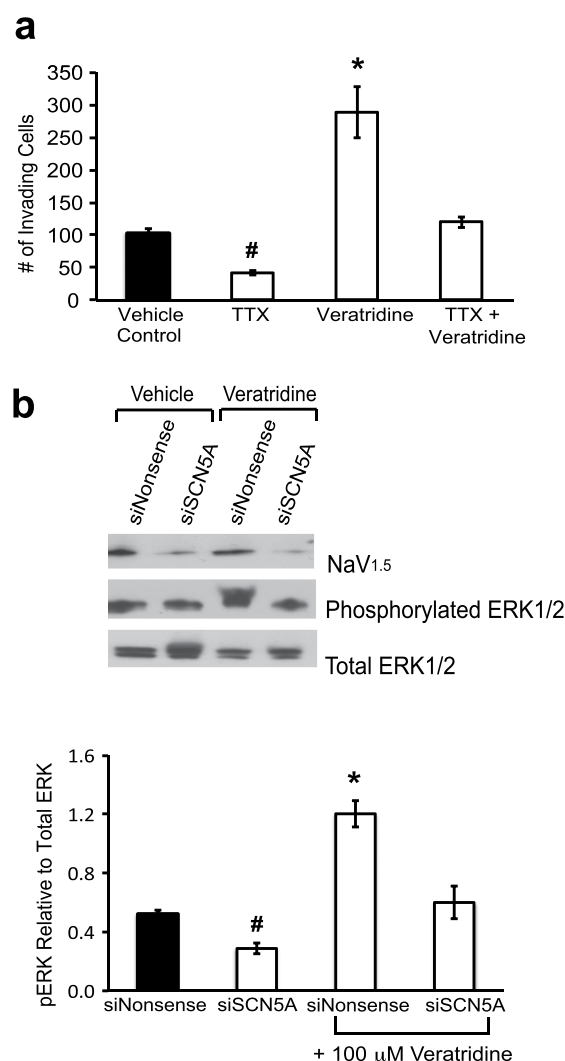 a
350
300
250
200
150
100
50
0
# of Invading Cells
#
*
Vehicle Control
TTX
Veratridine
TTX + Veratridine
b
Vehicle
Veratridine
siNonsense
siSCN5A
siNonsense
siSCN5A
NaV1.5
Phosphorylated ERK1/2
Total ERK1/2
1.6
1.2
0.8
0.4
0.0
pERK Relative to Total ERK
#
*
siNonsense
siSCN5A
siNonsense
siSCN5A
+ 100 μM Veratridine